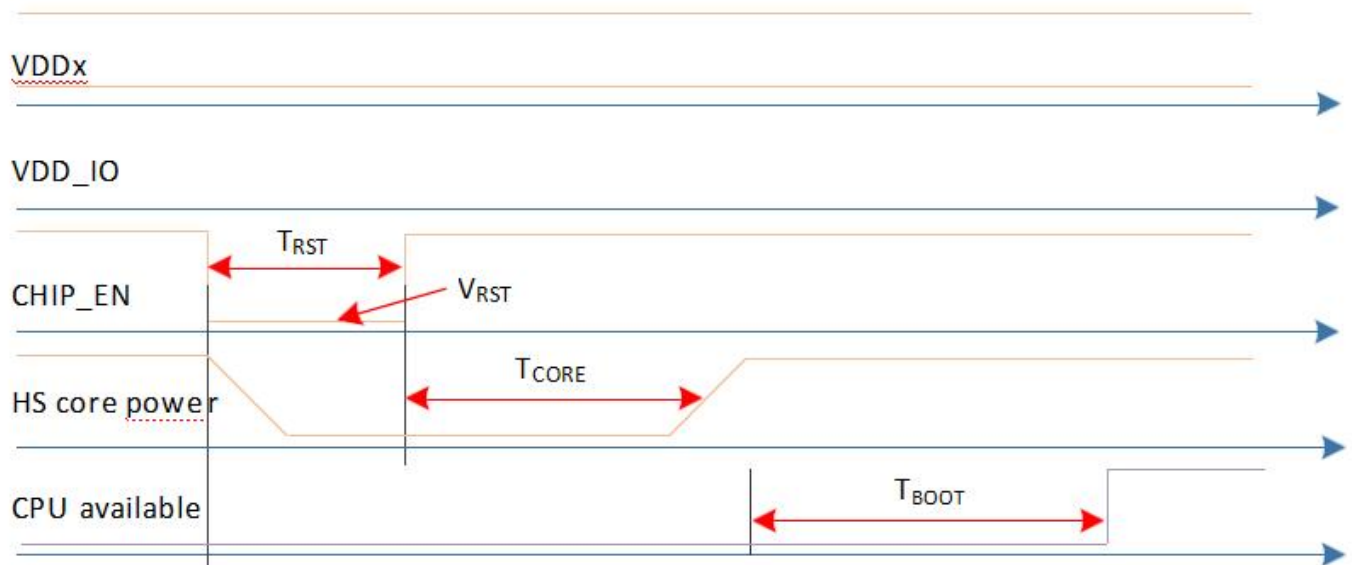 VDDx
VDD_IO
TRST
CHIP_EN
VRST
TCORE
HS core power
TBOOT
CPU available